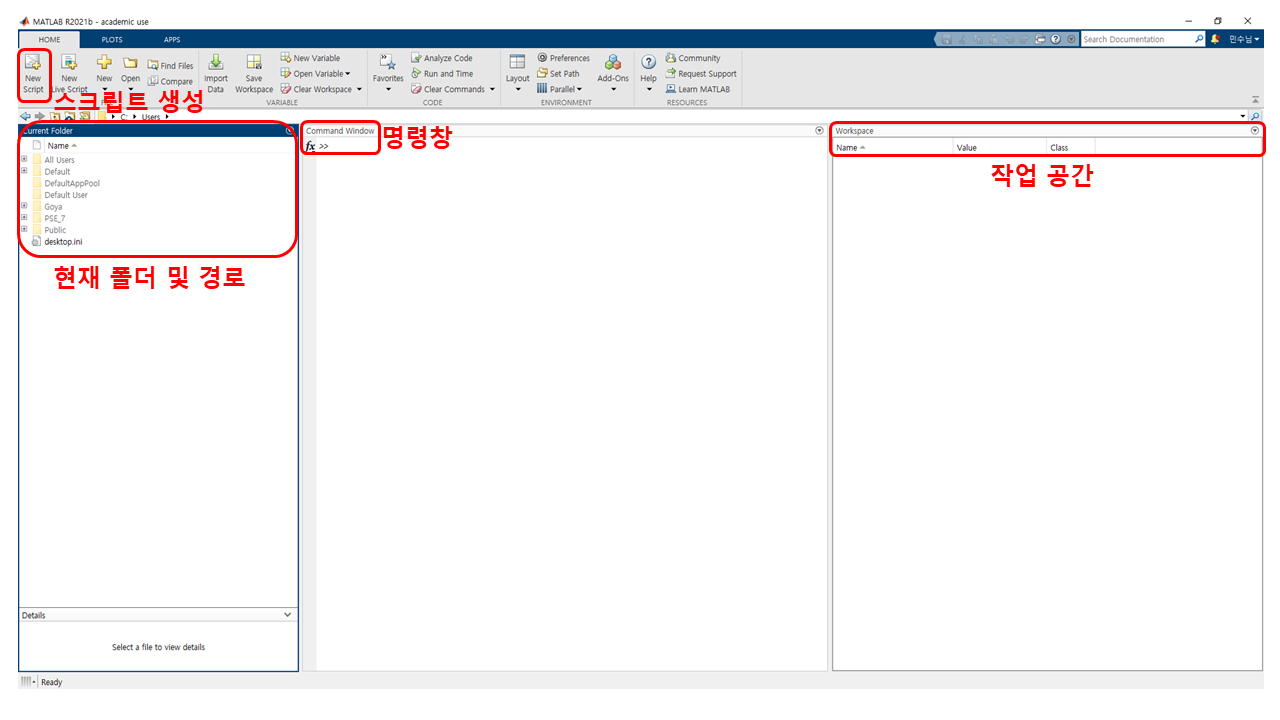 MATLAB R2021b - academic use
HOME PLOTS APPS
Search Documentation 민수님
New Script
New Live Script
New
Open
Find Files
Compare
Import Data
Save Workspace
New Variable
Open Variable
Clear Workspace
Favorites
Analyze Code
Run and Time
Clear Commands
Layout
Preferences
Set Path
Parallel
Add-Ons
Help
Community
Request Support
Learn MATLAB
VARIABLE CODE ENVIRONMENT RESOURCES
스크립트 생성
C: Users
Current Folder
Name
All Users
Default
DefaultAppPool
Default User
Goya
PSE_7
Public
desktop.ini
현재 폴더 및 경로
Details
Select a file to view details
Command Window
fx >>
명령창
Workspace
Name Value Class
작업 공간
Ready